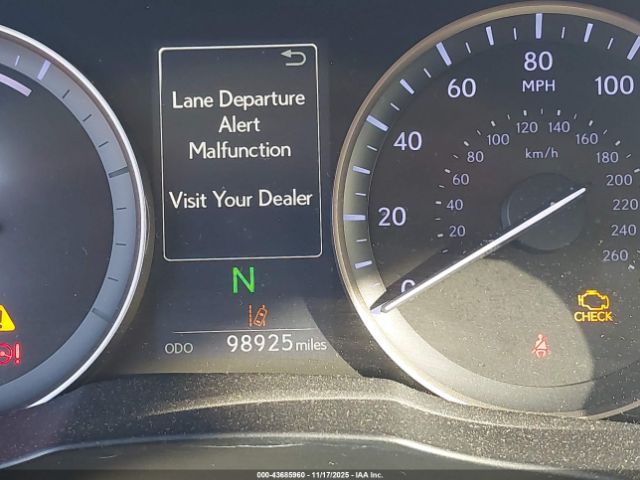 Lane Departure
Alert
Malfunction
Visit Your Dealer
N
ODO 98925 miles
0
20
40
60
80
100
MPH
km/h
20
40
60
80
100
120
140
160
180
200
220
240
260
CHECK
000-43685960 - 11/17/2025 - IAA Inc.